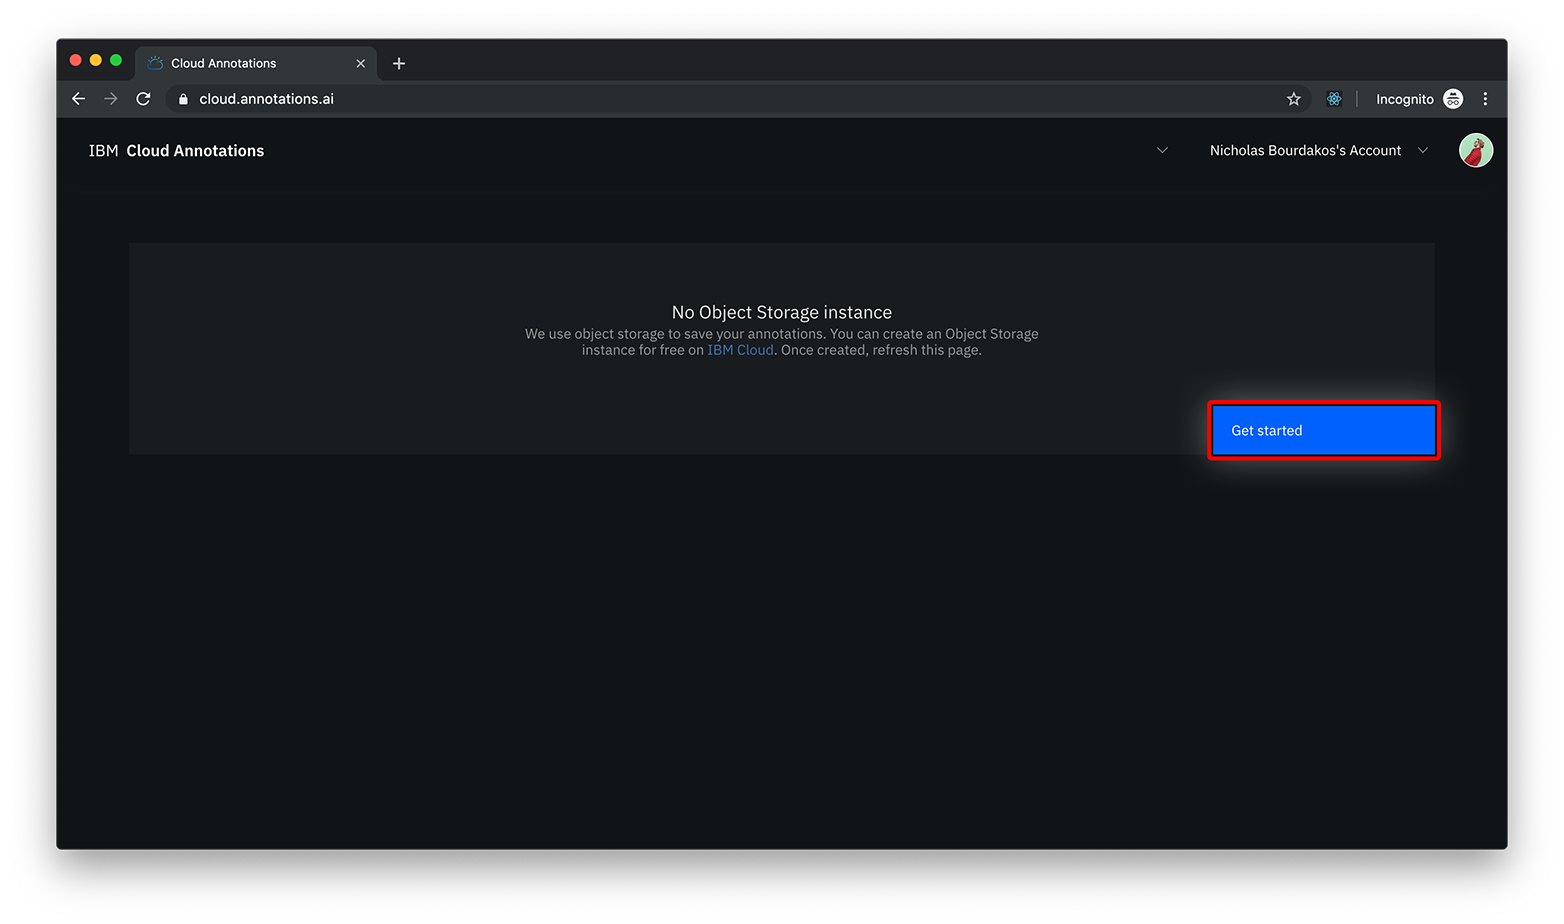 Cloud Annotations
cloud.annotations.ai
Incognito
IBM Cloud Annotations
Nicholas Bourdakos's Account
No Object Storage instance
We use object storage to save your annotations. You can create an Object Storage
instance for free on IBM Cloud. Once created, refresh this page.
Get started